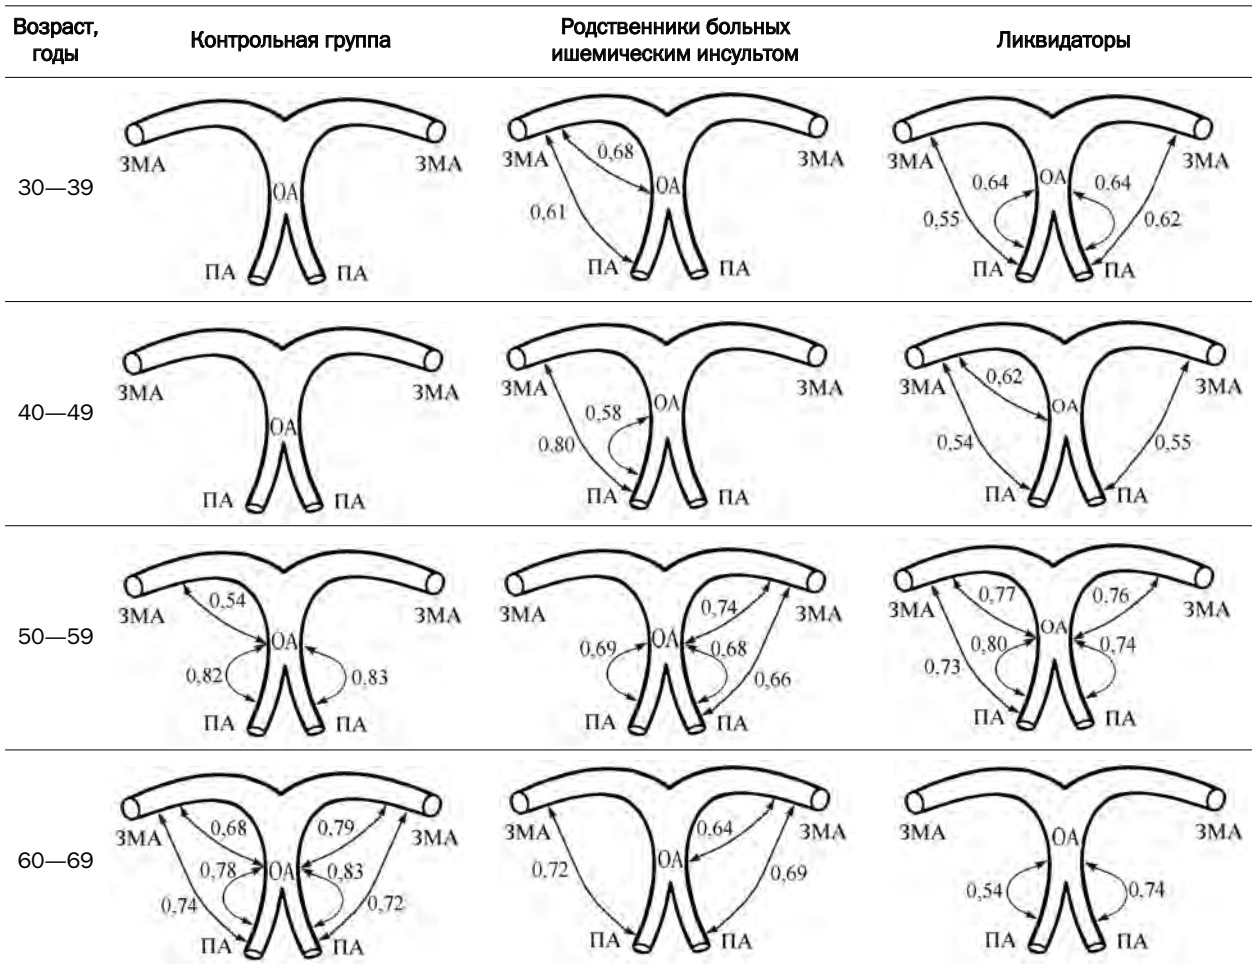 Возраст,
годы
Контрольная группа
Родственники больных
ишемическим инсультом
Ликвидаторы
30—39
ЗМА
ЗМА
ОА
ПА
ПА
ЗМА
0,68
ЗМА
ОА
0,61
ПА
ПА
ЗМА
ЗМА
0,64
ОА
0,64
0,55
0,62
ПА
ПА
40—49
ЗМА
ЗМА
ОА
ПА
ПА
ЗМА
ЗМА
0,58
ОА
0.80
ПА
ПА
ЗМА
0,62
ЗМА
ОА
0,54
0,55
ПА
ПА
50—59
ЗМА
0,54
ЗМА
ОА
0,82
0,83
ПА
ПА
ЗМА
0,74
ЗМА
0,69
ОА
0,68
0,66
ПА
ПА
ЗМА
0,77
0,76
ЗМА
ОА
0,80
0,74
0,73
ПА
ПА
60—69
ЗМА
0,68
0,79
ЗМА
0,78
ОА
0,83
0,74
0,72
ПА
ПА
ЗМА
0,64
ЗМА
ОА
0,72
0,69
ПА
ПА
ЗМА
ЗМА
ОА
0,54
0,74
ПА
ПА